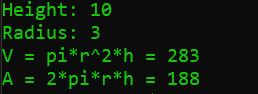 Height: 10
Radius: 3
V = pi*r^2*h = 283
A = 2*pi*r*h = 188